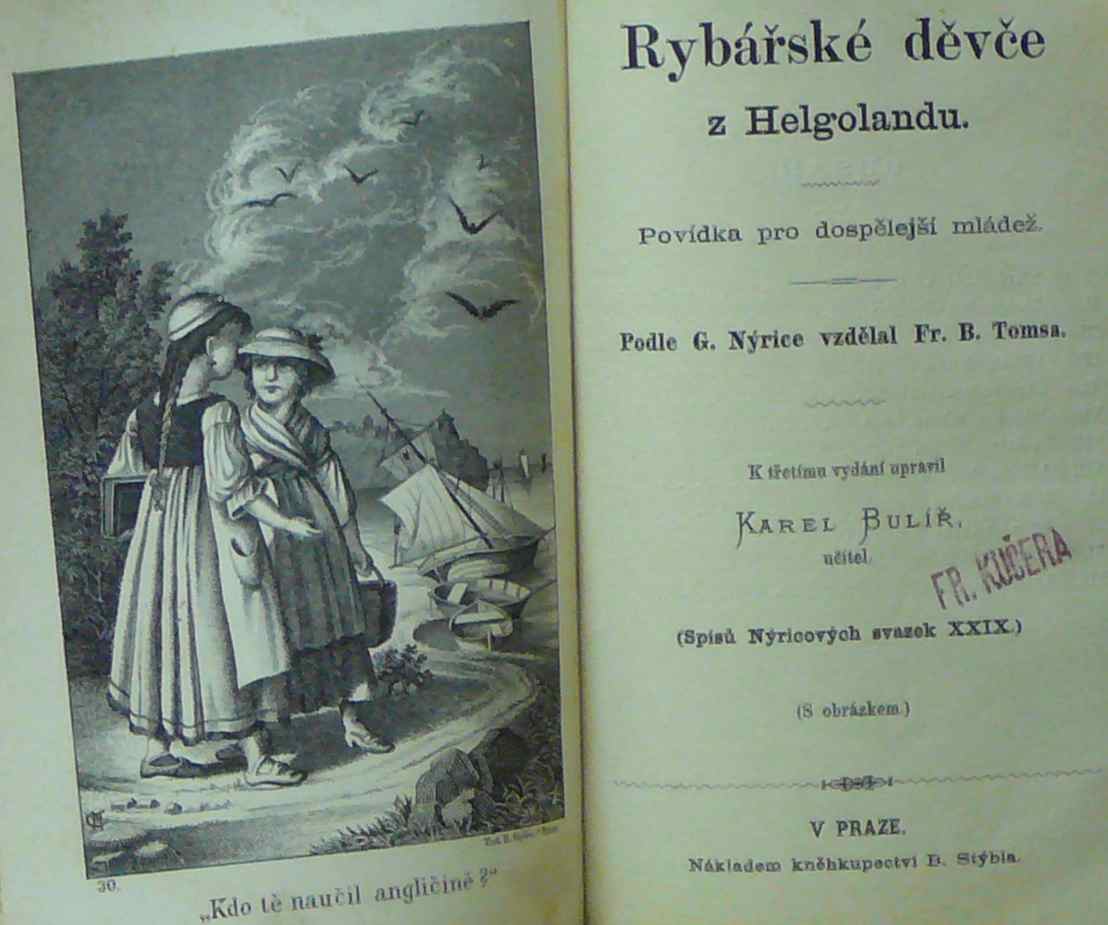 30.
„Kdo tě naučil angličině?“
Rybářské děvče
z Helgolandu.
Povídka pro dospělejší mládež.
Podle G. Nýrice vzdělal Fr. B. Tomsa.
K třetímu vydání upravil
KAREL BULÍŘ,
učitel.
FR. KUČERA
(Spisů Nýricových svazek XXIX.)
(S obrázkem.)
V PRAZE.
Nákladem kněhkupectví B. Stýbla.